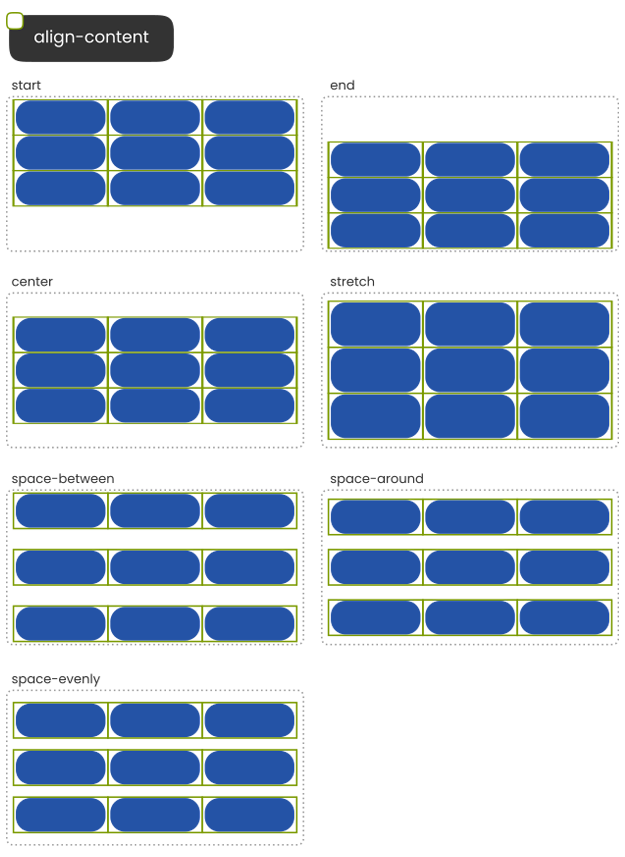 align-content
start
end
center
stretch
space-between
space-around
space-evenly